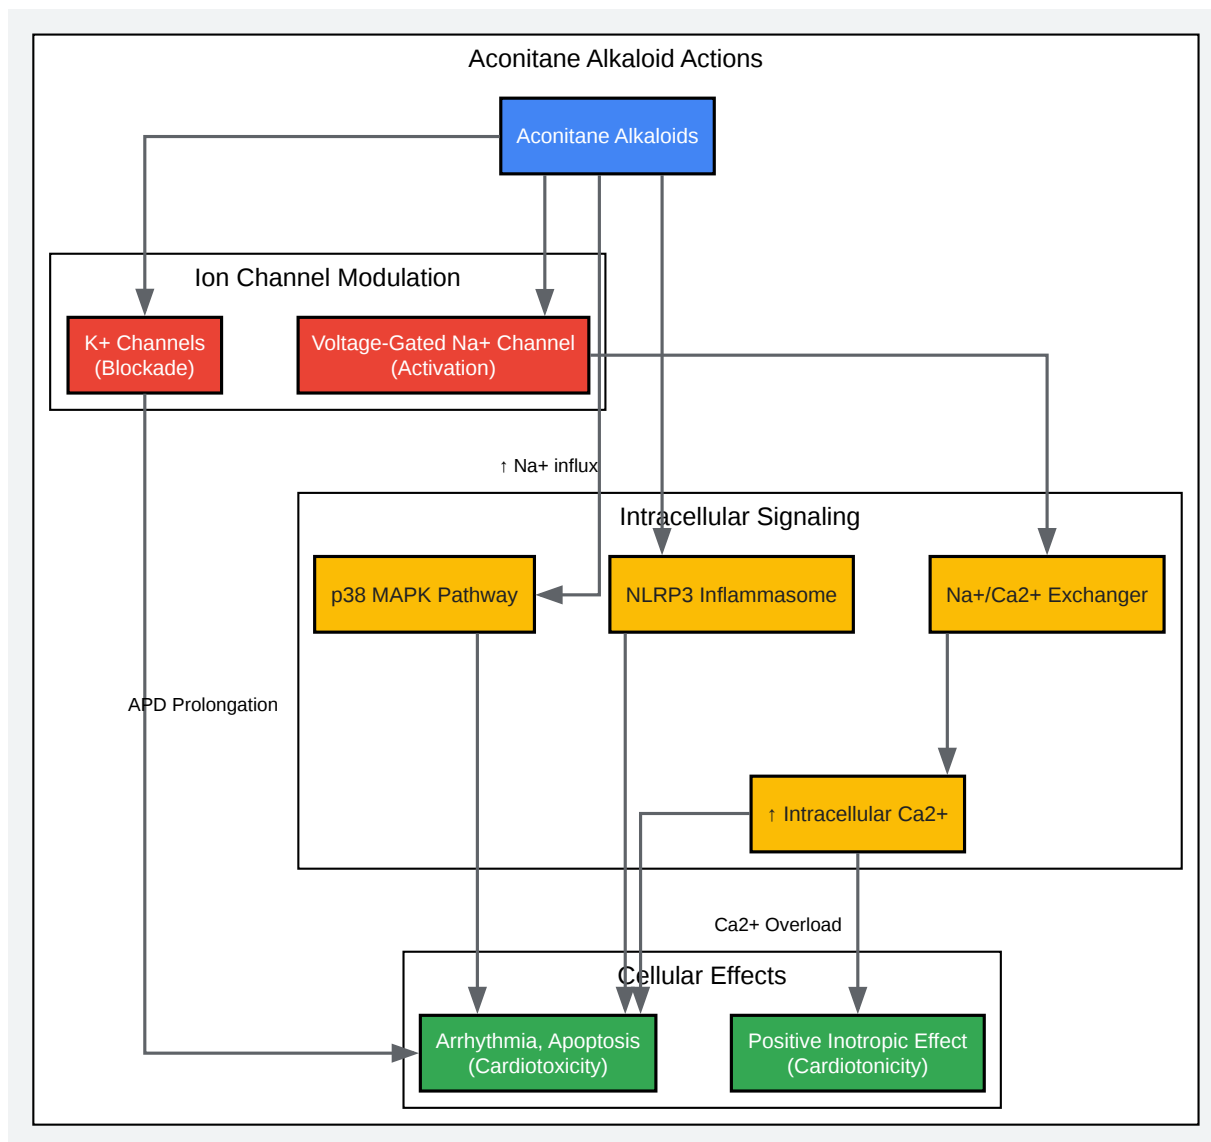 Aconitane Alkaloid Actions
Aconitane Alkaloids
Ion Channel Modulation
K+ Channels
(Blockade)
Voltage-Gated Na+ Channel
(Activation)
↑ Na+ influx
Intracellular Signaling
p38 MAPK Pathway
NLRP3 Inflammasome
Na+/Ca2+ Exchanger
APD Prolongation
↑ Intracellular Ca2+
Ca2+ Overload
Cellular Effects
Arrhythmia, Apoptosis
(Cardiotoxicity)
Positive Inotropic Effect
(Cardiotonicity)